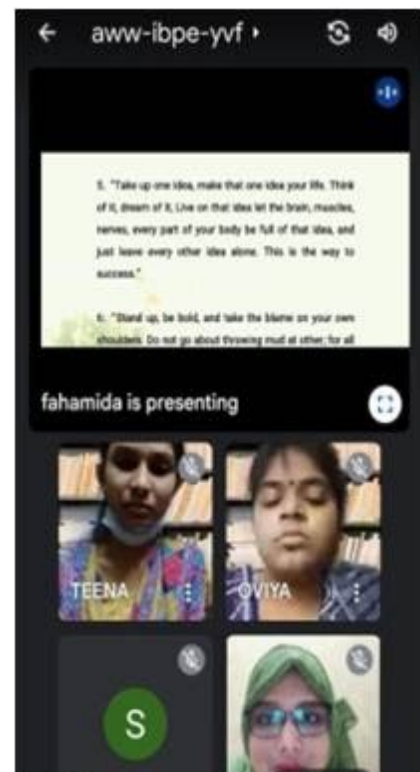 aww-ibpe-yvf
5. "Take up one idea, make that one idea your life. Think
of it, dream of it, Live on that idea let the brain, muscles,
nerves, every part of your body be full of that idea, and
just leave every other idea alone. This is the way to
success."
6. "Stand up, be bold, and take the blame on your own
shoulders. Do not go about throwing mud at other; for all
fahamida is presenting
TEENA
OVIYA
S